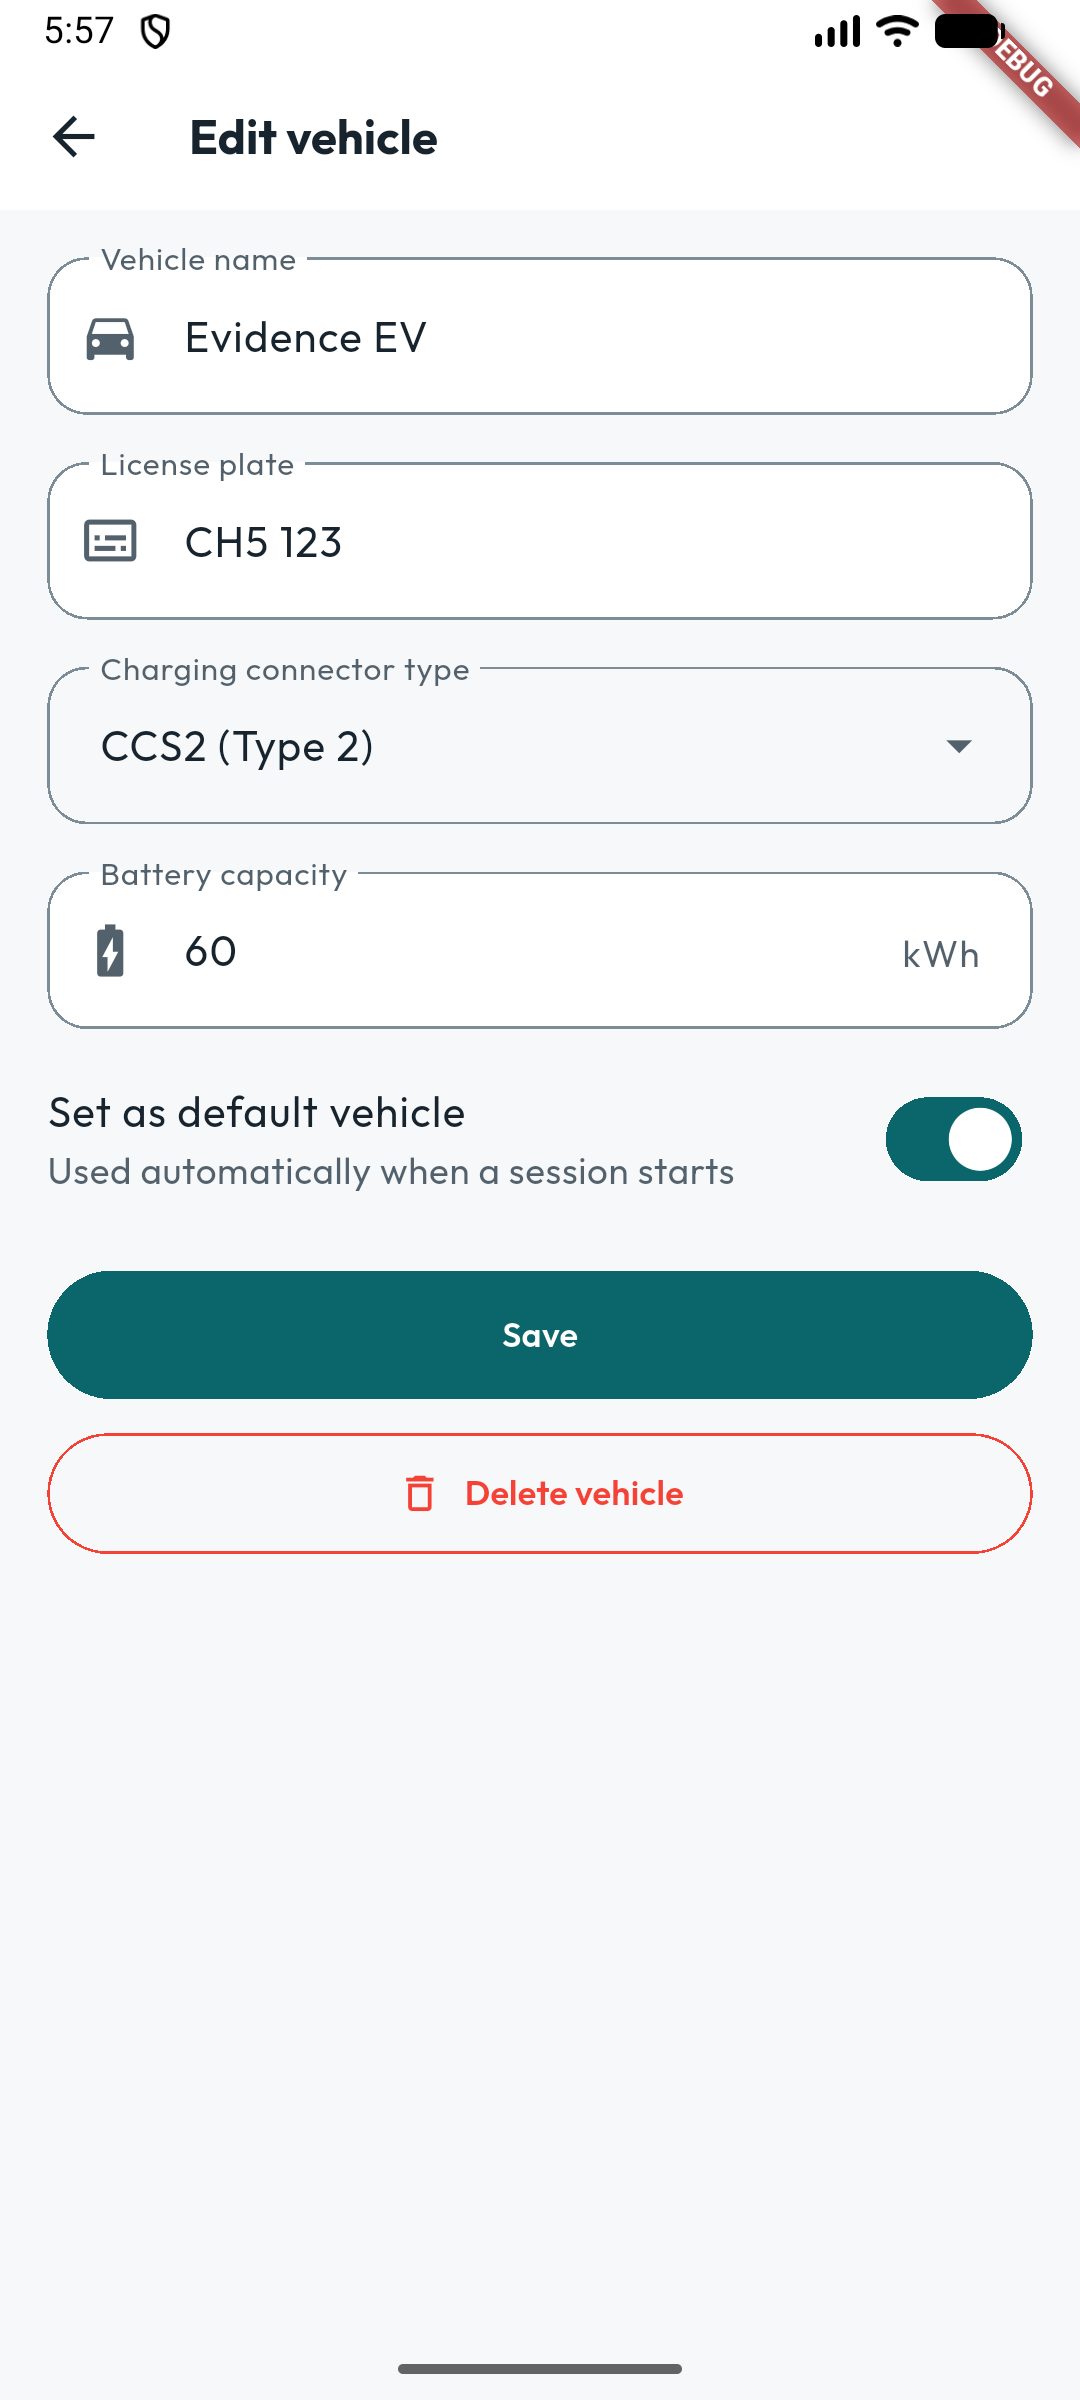 5:57
EBUG
Edit vehicle
Vehicle name
Evidence EV
License plate
CH5 123
Charging connector type
CCS2 (Type 2)
Battery capacity
60
kWh
Set as default vehicle
Used automatically when a session starts
Save
Delete vehicle